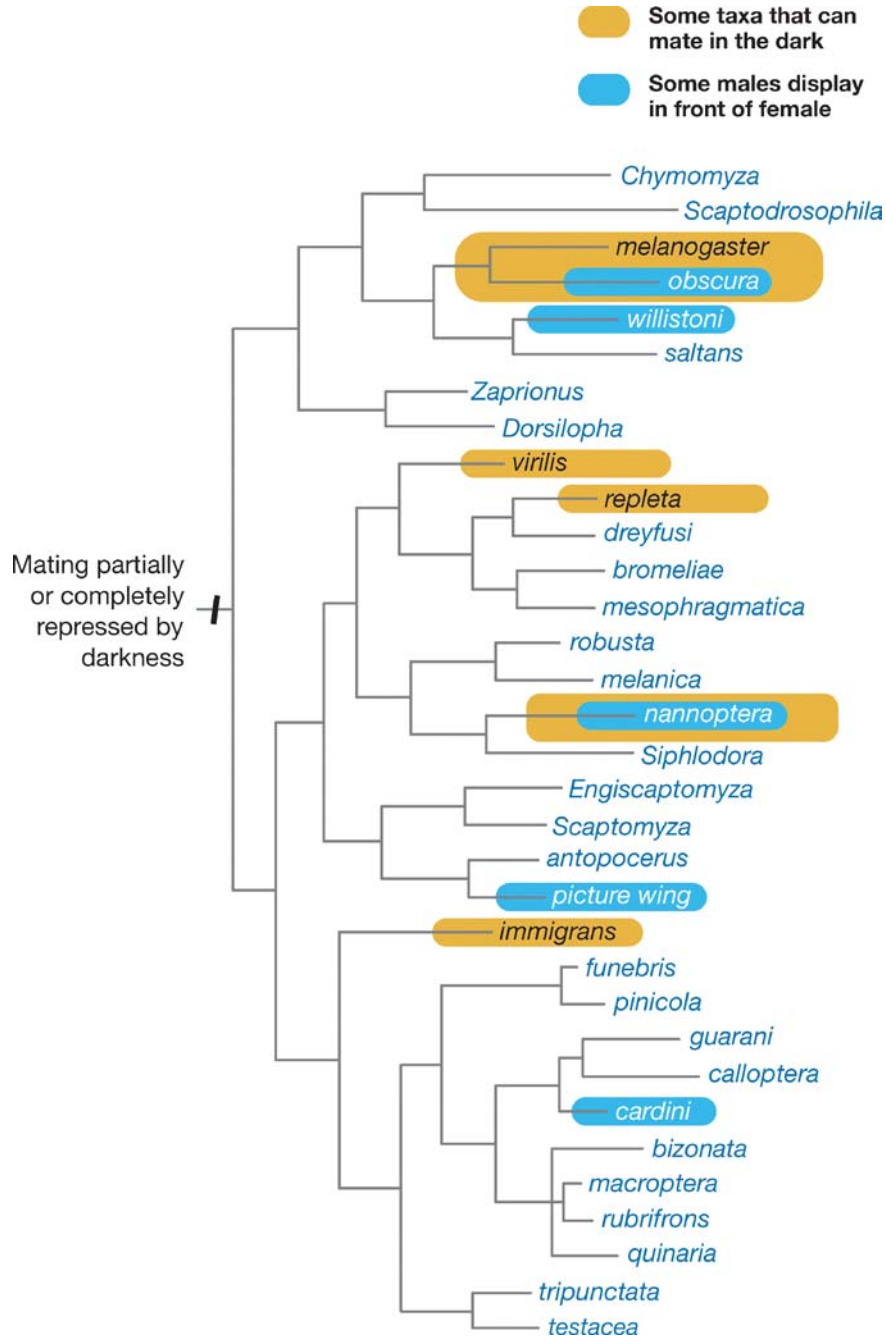 Some taxa that can
mate in the dark
Some males display
in front of female
Chymomyza
Scaptodrosophila
melanogaster
obscura
willistoni
saltans
Zaprionus
Dorsilopha
virilis
repleta
dreyfusi
bromeliae
mesophragmatica
Mating partially
or completely
repressed by
darkness
robusta
melanica
nannoptera
Siphlodora
Engiscaptomyza
Scaptomyza
antopocerus
picture wing
immigrans
funebris
pinicola
guarani
calloptera
cardini
bizonata
macroptera
rubrifrons
quinaria
tripunctata
testacea